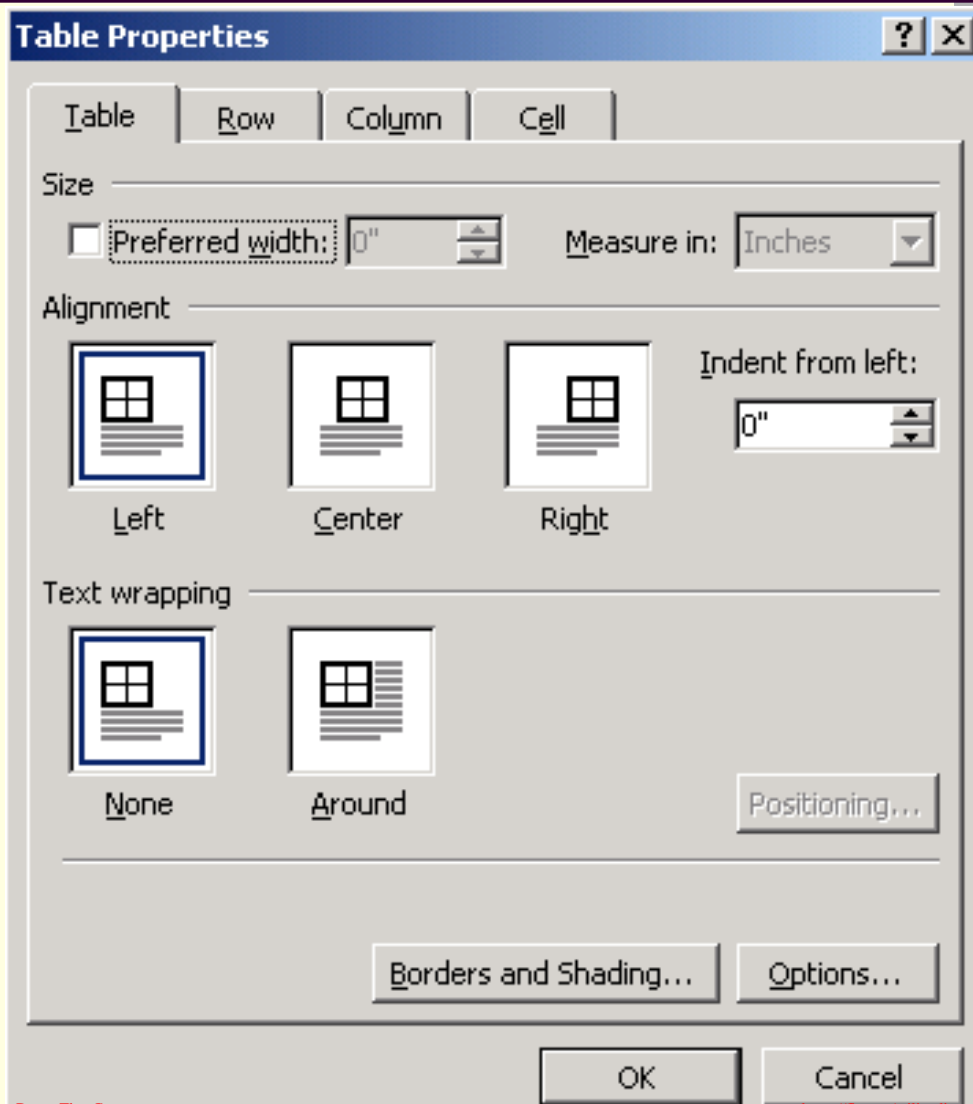 Table Properties
Table Row Column Cell
Size
Preferred width: 0" Measure in: Inches
Alignment
Indent from left:
0"
Left Center Right
Text wrapping
None Around
Positioning...
Borders and Shading... Options...
OK Cancel